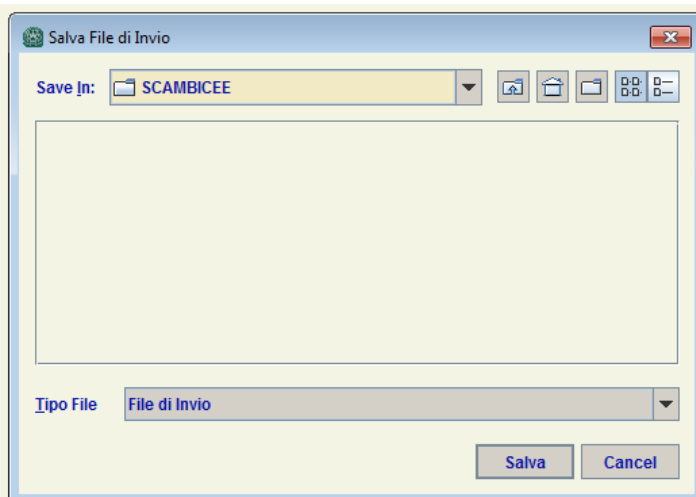 Salva File di Invio
Save In: SCAMBICEE
Tipo File File di Invio
Salva Cancel